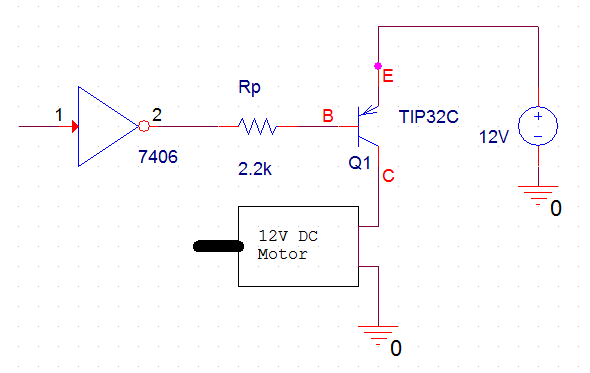 Rp
E
1
2
B
TIP32C
12V
7406
2.2k
Q1
C
0
12V DC
Motor
0